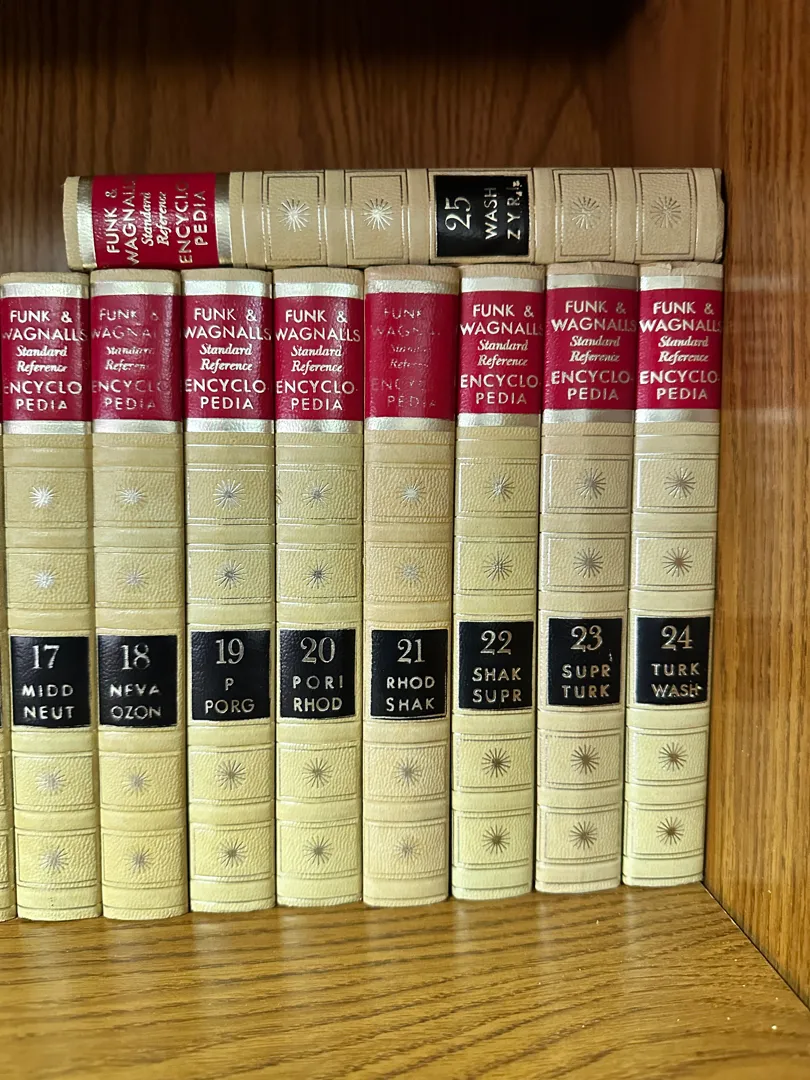 FUNK &
WAGNALLS
Standard
Reference
ENCYCLO
PEDIA
25
WASH
ZYRI
FUNK &
WAGNALLS
Standard
Reference
ENCYCLO
PEDIA
17
MIDD
NEUT
FUNK &
WAGNALLS
Standard
Reference
ENCYCLO
PEDIA
18
NEVA
OZON
FUNK &
WAGNALLS
Standard
Reference
ENCYCLO
PEDIA
19
P
PORG
FUNK &
WAGNALLS
Standard
Reference
ENCYCLO
PEDIA
20
PORI
RHOD
FUNK &
WAGNALLS
Standard
Reference
ENCYCLO
PEDIA
21
RHOD
SHAK
FUNK &
WAGNALLS
Standard
Reference
ENCYCLO
PEDIA
22
SHAK
SUPR
FUNK &
WAGNALLS
Standard
Reference
ENCYCLO-
PEDIA
23
SUPR
TURK
FUNK &
WAGNALLS
Standard
Reference
ENCYCLO-
PEDIA
24
TURK
WASH